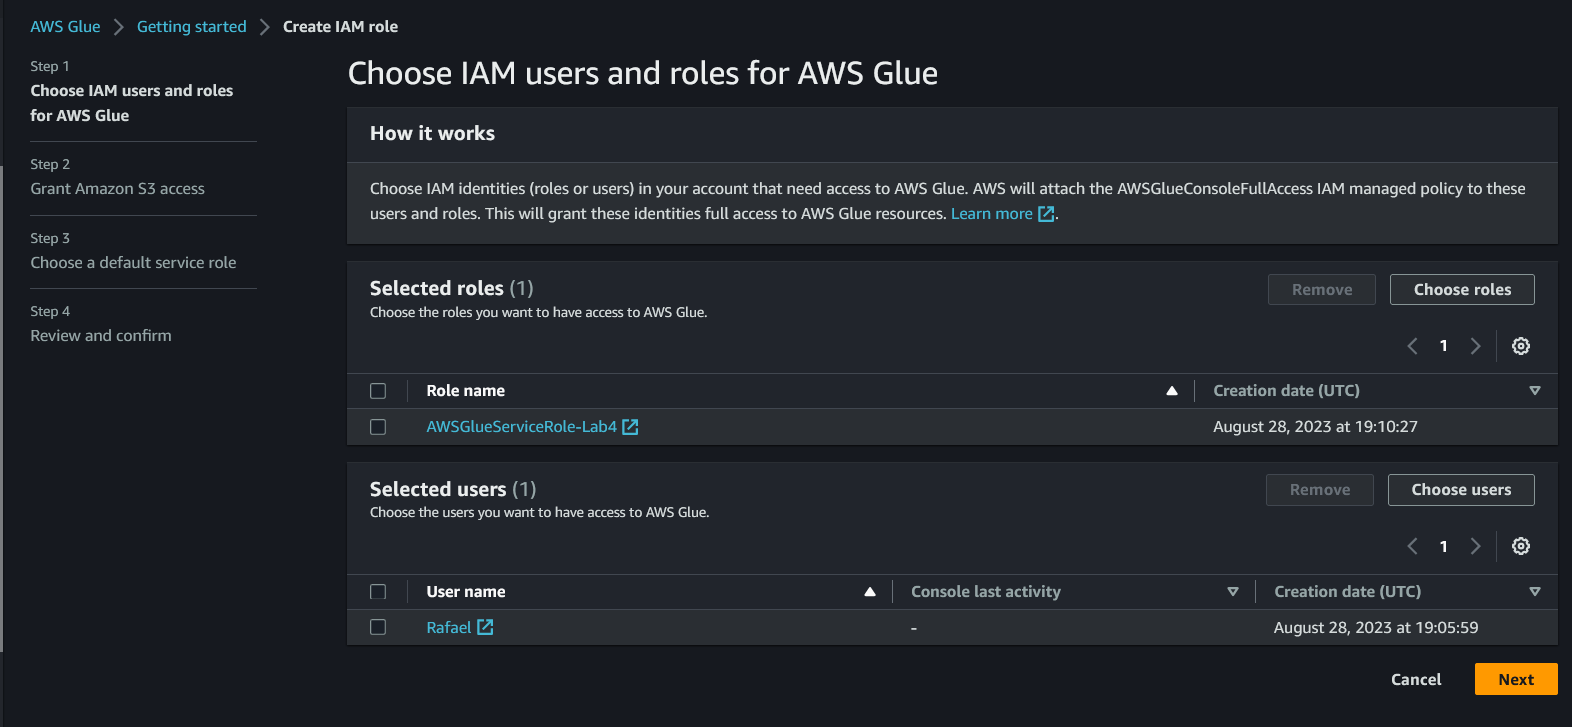 AWS Glue > Getting started > Create IAM role
Step 1
Choose IAM users and roles
for AWS Glue
Step 2
Grant Amazon S3 access
Step 3
Choose a default service role
Step 4
Review and confirm
Choose IAM users and roles for AWS Glue
How it works
Choose IAM identities (roles or users) in your account that need access to AWS Glue. AWS will attach the AWSGlueConsoleFullAccess IAM managed policy to these
users and roles. This will grant these identities full access to AWS Glue resources. Learn more .
Selected roles (1)
Choose the roles you want to have access to AWS Glue.
Remove Choose roles
1
Role name Creation date (UTC)
AWSGlueServiceRole-Lab4 August 28, 2023 at 19:10:27
Selected users (1)
Choose the users you want to have access to AWS Glue.
Remove Choose users
1
User name Console last activity Creation date (UTC)
Rafael - August 28, 2023 at 19:05:59
Cancel Next